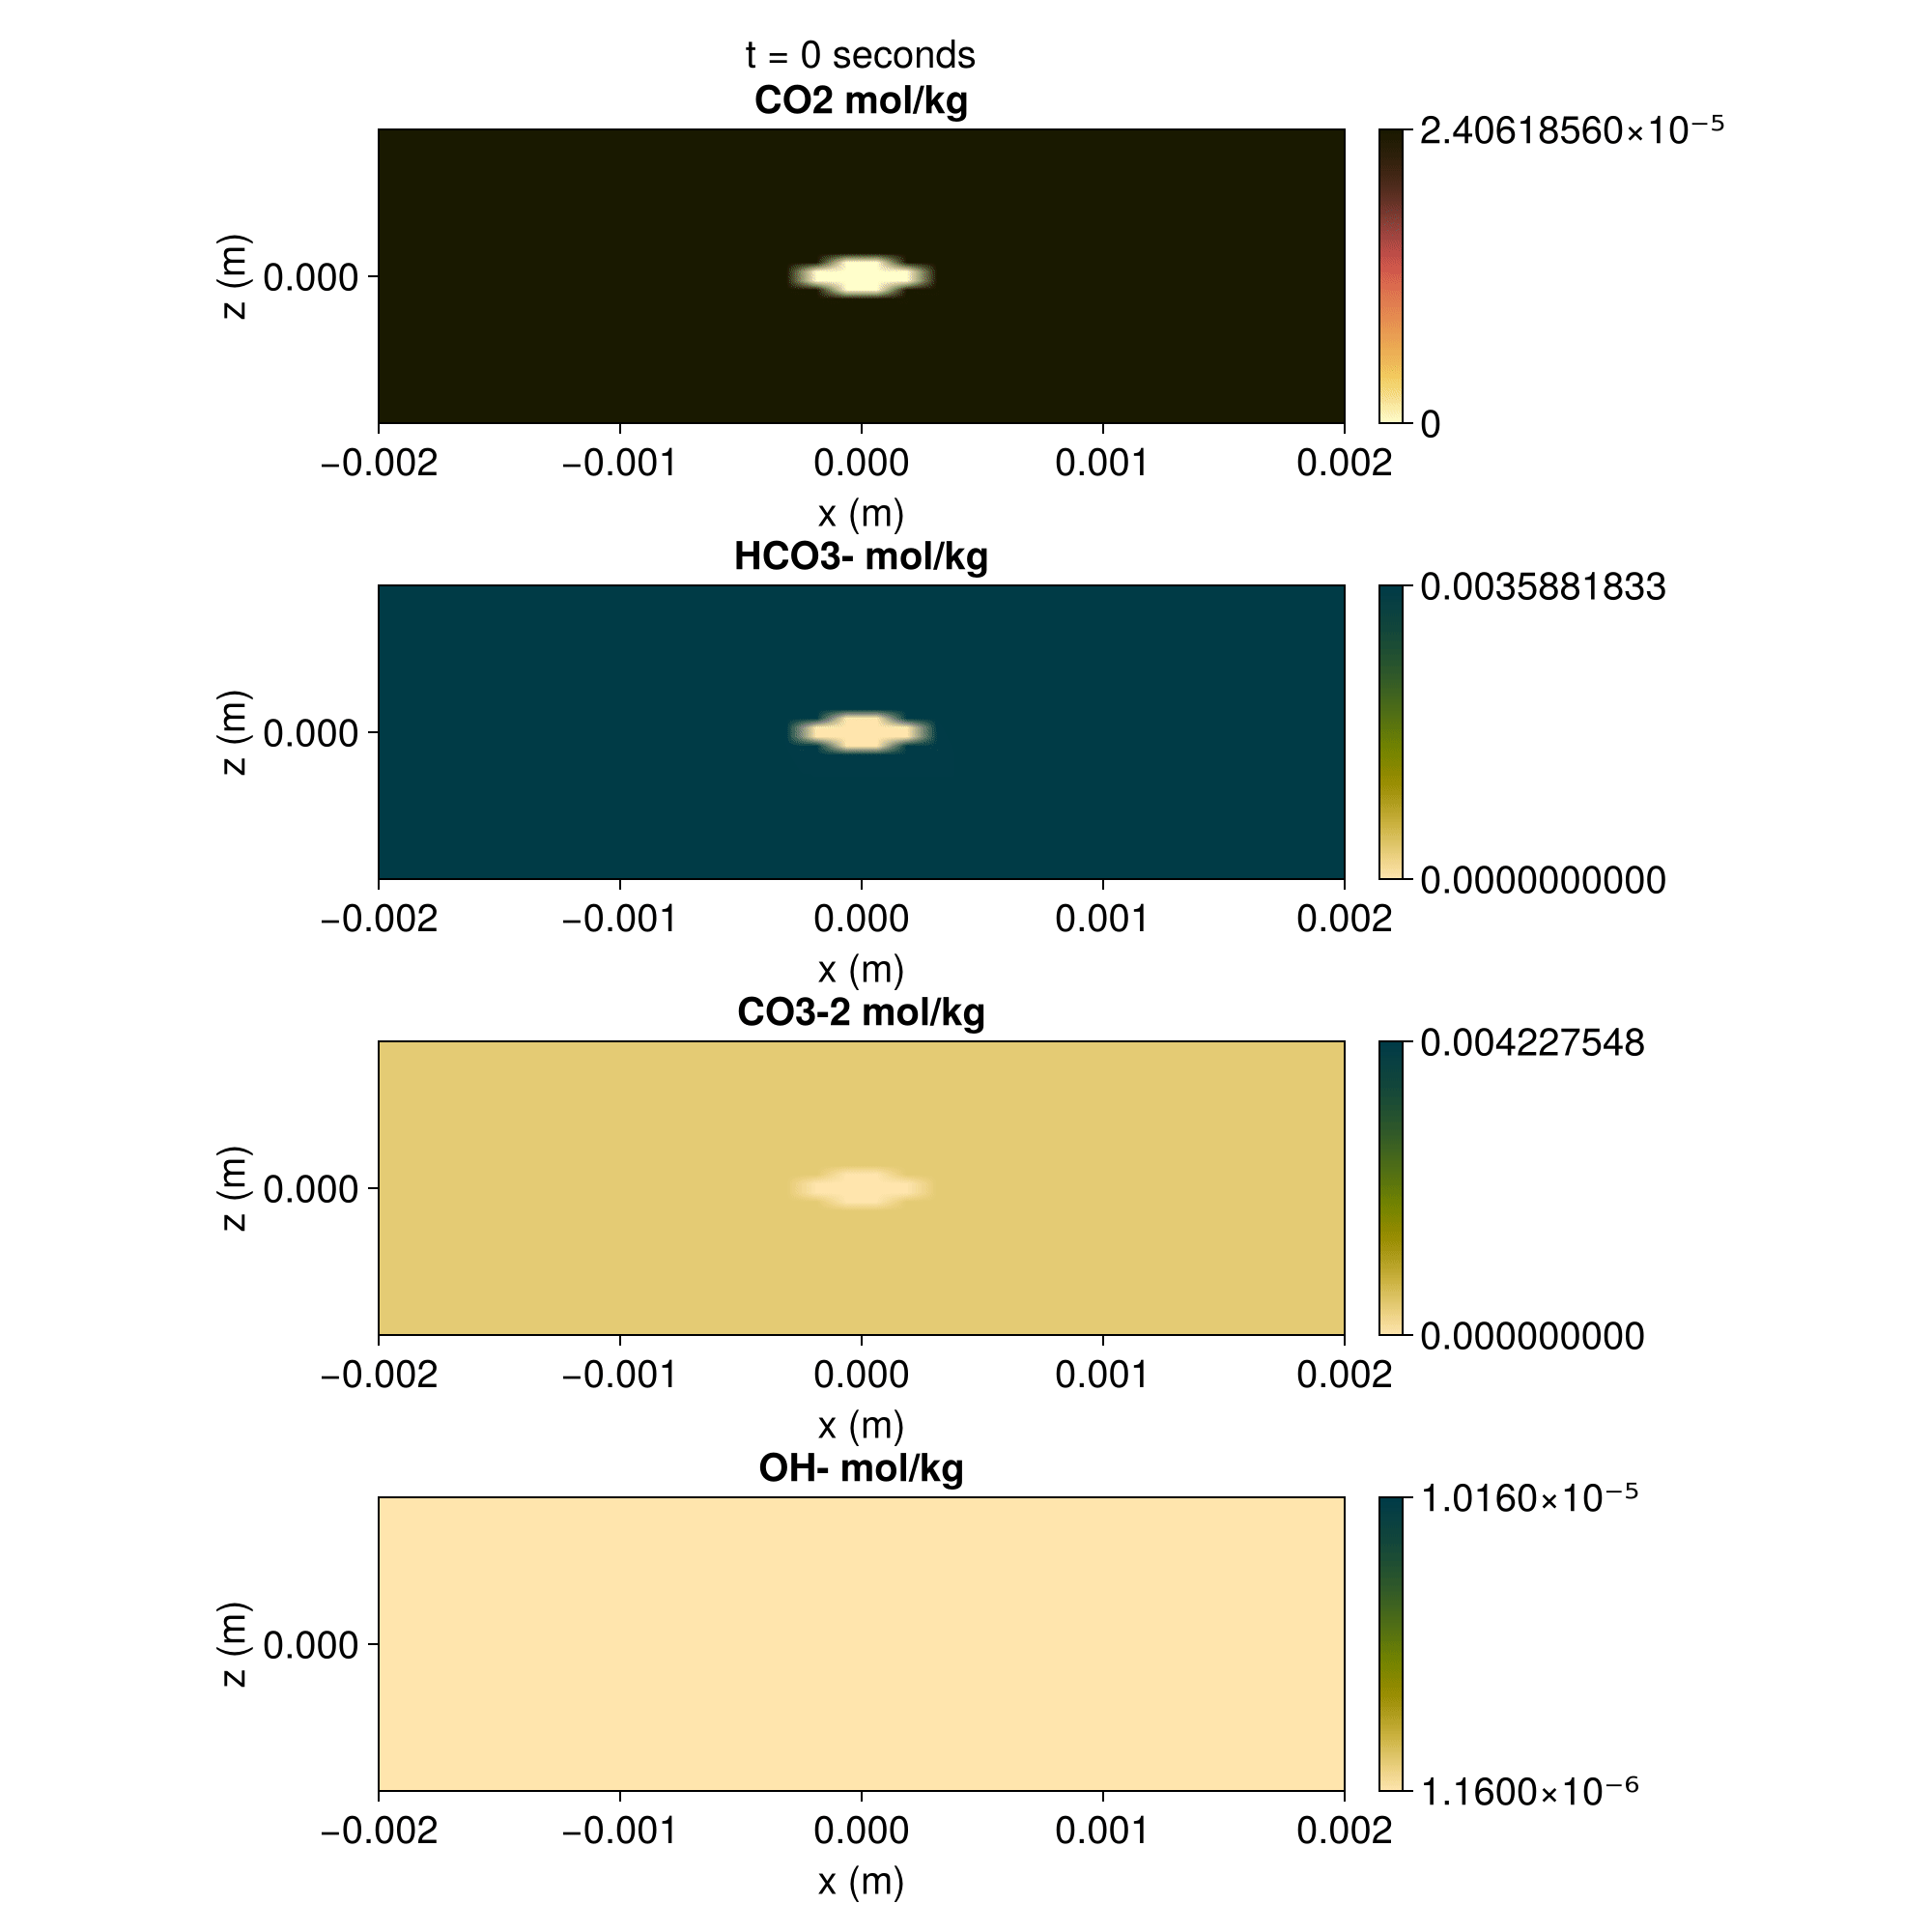 t = 0 seconds
CO2 mol/kg
2.40618560×10⁻⁵
z (m)
0.000
0
−0.002 −0.001 0.000 0.001 0.002
x (m)
HCO3- mol/kg
0.0035881833
z (m)
0.000
0.0000000000
−0.002 −0.001 0.000 0.001 0.002
x (m)
CO3-2 mol/kg
0.004227548
z (m)
0.000
0.000000000
−0.002 −0.001 0.000 0.001 0.002
x (m)
OH- mol/kg
1.0160×10⁻⁵
z (m)
0.000
1.1600×10⁻⁶
−0.002 −0.001 0.000 0.001 0.002
x (m)